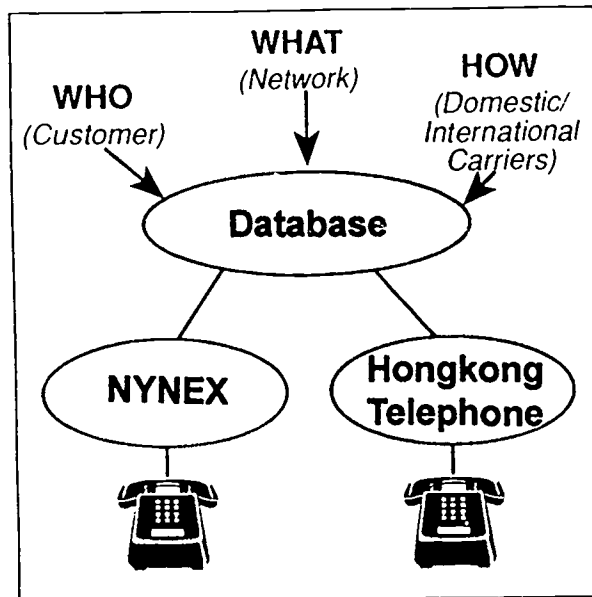 WHAT
(Network)
WHO
(Customer)
HOW
(Domestic/
International
Carriers)
Database
NYNEX
Hongkong
Telephone